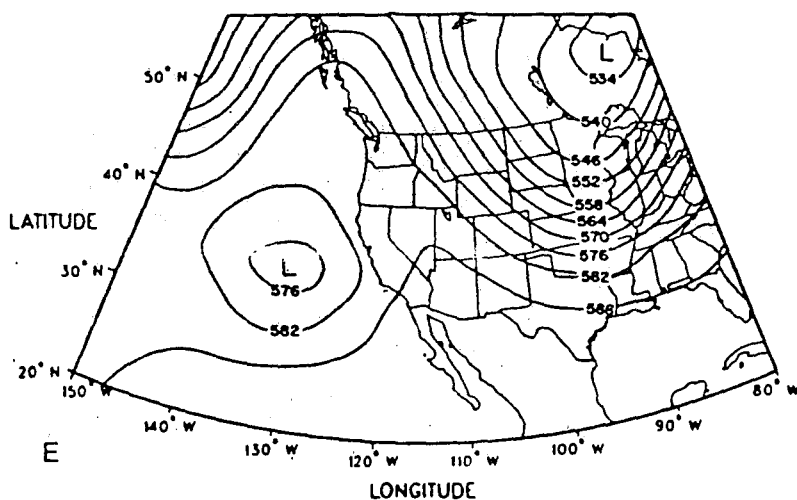 50° N
L
534
540
40° N
546
552
558
LATITUDE
564
570
576
30° N
L
582
576
588
582
20° N
150° W
80° W
140° W
90° W
E
130° W
120° W
110° W
100° W
LONGITUDE